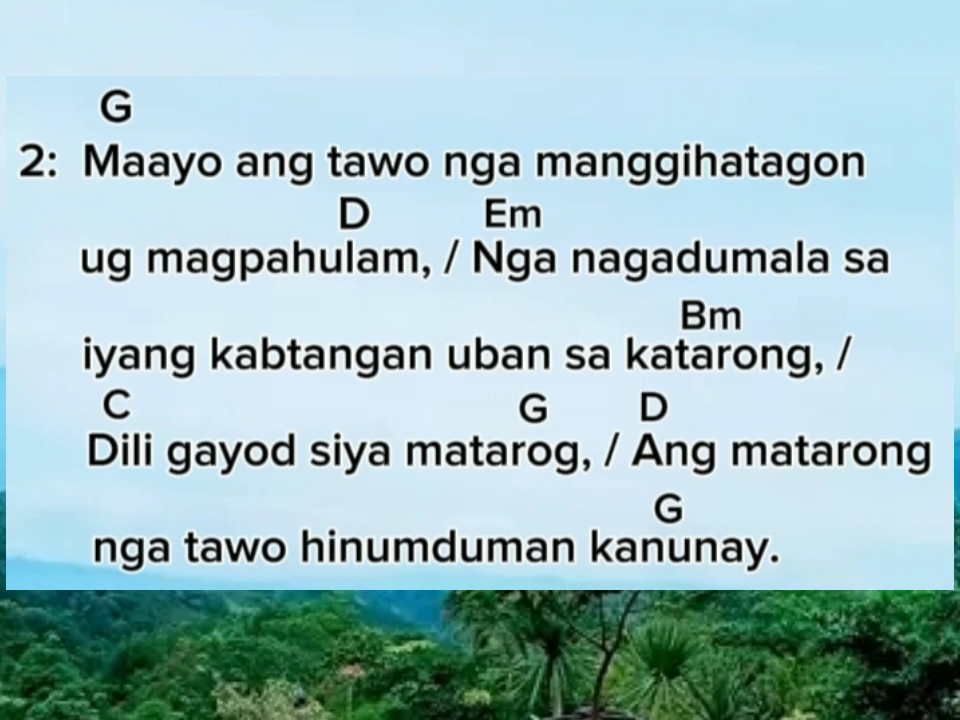 G
2: Maayo ang tawo nga manggihatagon
D Em
ug magpahulam, / Nga nagadumala sa
Bm
iyang kabtangan uban sa katarong, /
C G D
Dili gayod siya matarog, / Ang matarong
G
nga tawo hinumduman kanunay.